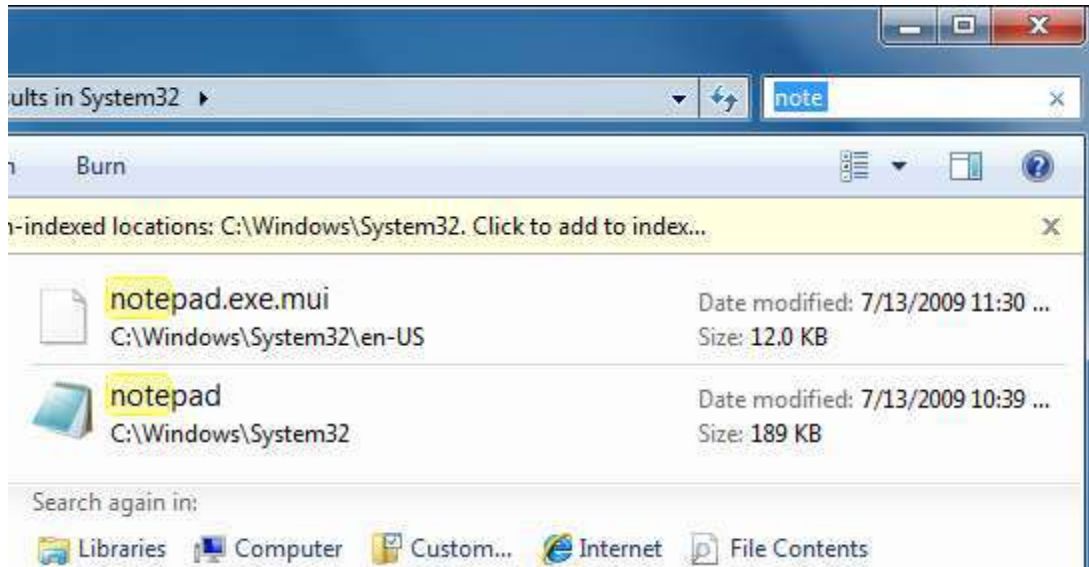 ults in System32
note
Burn
-indexed locations: C:\Windows\System32. Click to add to index...
notepad.exe.mui
Date modified: 7/13/2009 11:30 ...
C:\Windows\System32\en-US
Size: 12.0 KB
notepad
Date modified: 7/13/2009 10:39 ...
C:\Windows\System32
Size: 189 KB
Search again in:
Libraries Computer Custom... Internet File Contents